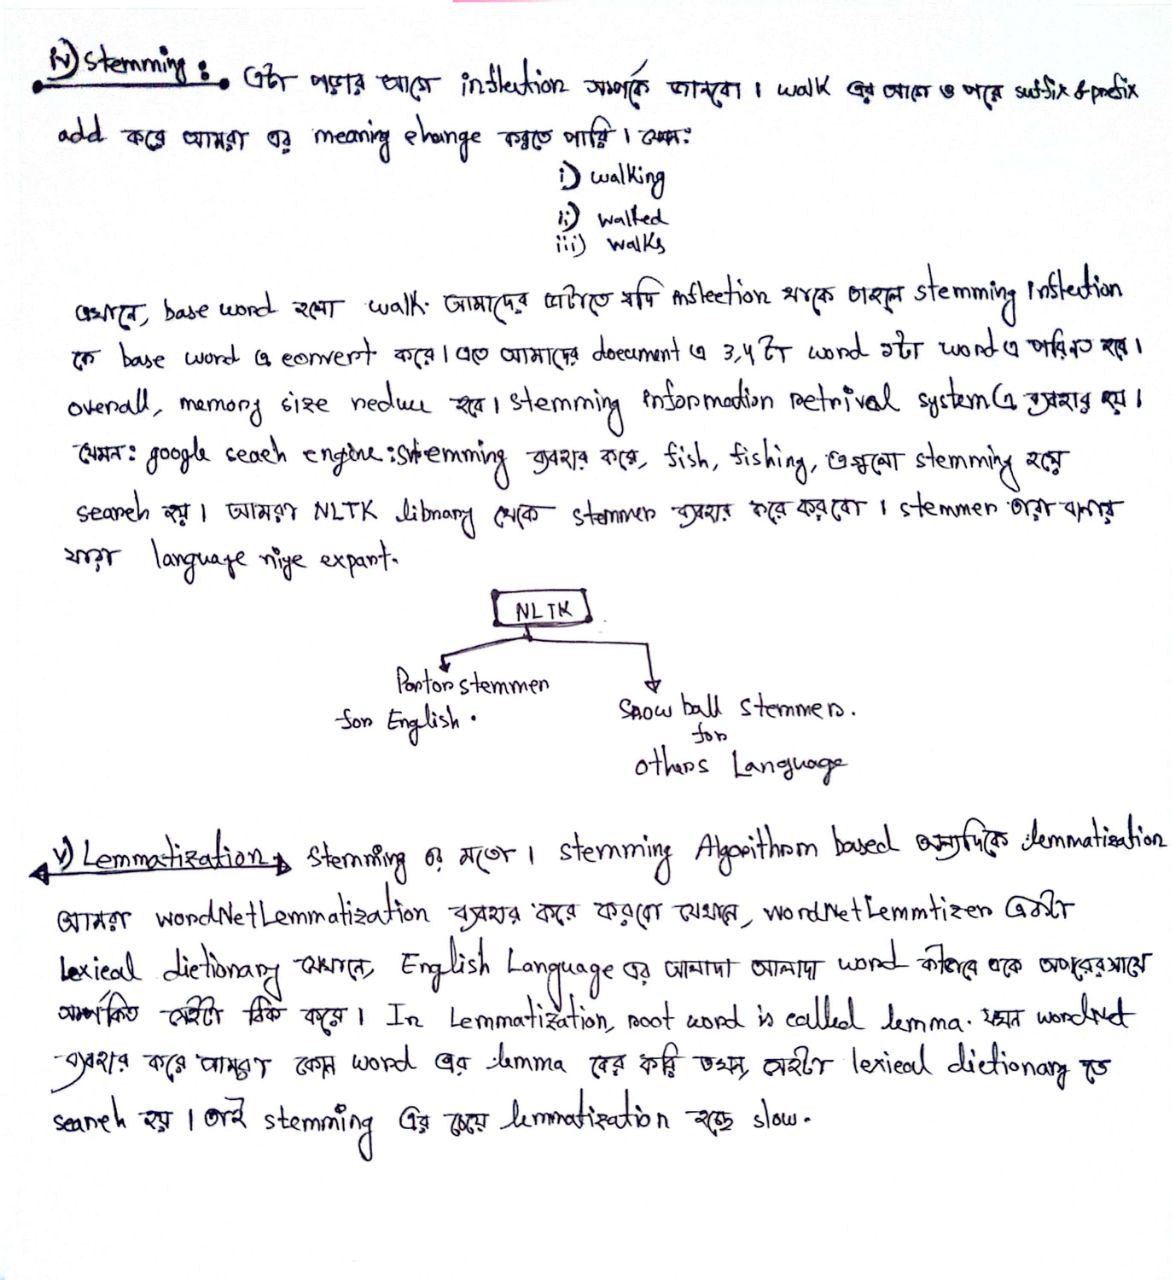 iv) Stemming: এটা পড়ার আগে inflection সম্পর্কে জানবো। walk এর আগে ও পরে suffix & prefix
add করে আমরা এর meaning change করতে পারি। যেমন:
i) walking
ii) walked
iii) walks
এখানে, base word হলো walk. আমাদের ডাটাতে যদি inflection থাকে তাহলে stemming inflection
কে base word এ convert করে। এতে আমাদের document এ 3,4 টা word ১টা word এ পরিনত হবে।
overall, memory size reduce হবে। stemming information retrival system এ ব্যবহার হয়।
যেমন: google seach engine: stemming ব্যবহার করে, fish, fishing, এগুলো stemming হয়ে
search হয়। আমরা NLTK library থেকে stemmer ব্যবহার করে করবো। stemmer তারা বানায়
যারা language niye expart.
NLTK
Portor stemmer
for English.
Snow ball stemmers.
for
others Language
v) Lemmatization → Stemming এর মতো। stemming Algorithom based অন্যদিকে lemmatization
আমরা wordNetLemmatization ব্যবহার করে করবো যেখানে, wordNetLemmtizer একটা
Lexical dictionary যেখানে, English Language এর আলাদা আলাদা word কীভাবে একে অপরের সাথে
সম্পর্কিত সেইটা ঠিক করে। In Lemmatization, root word is called lemma. যখন wordNet
ব্যবহার করে আমরা কোন word এর lemma বের করি তখন, সেইটা lexical dictionary তে
search হয়। তাই stemming এর চেয়ে lemmatization হচ্ছে slow.